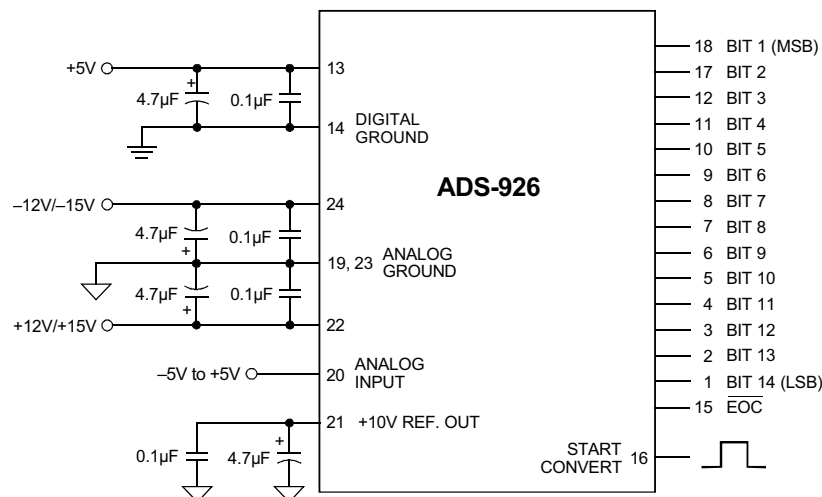 +5V
4.7µF
0.1µF
13
14
DIGITAL
GROUND
–12V/–15V
24
4.7µF
0.1µF
19, 23
ANALOG
GROUND
4.7µF
0.1µF
+12V/+15V
22
–5V to +5V
20
ANALOG
INPUT
21
+10V REF. OUT
0.1µF
4.7µF
+
+
+
+
ADS-926
18 BIT 1 (MSB)
17 BIT 2
12 BIT 3
11 BIT 4
10 BIT 5
9 BIT 6
8 BIT 7
7 BIT 8
6 BIT 9
5 BIT 10
4 BIT 11
3 BIT 12
2 BIT 13
1 BIT 14 (LSB)
15 EOC
START
CONVERT
16